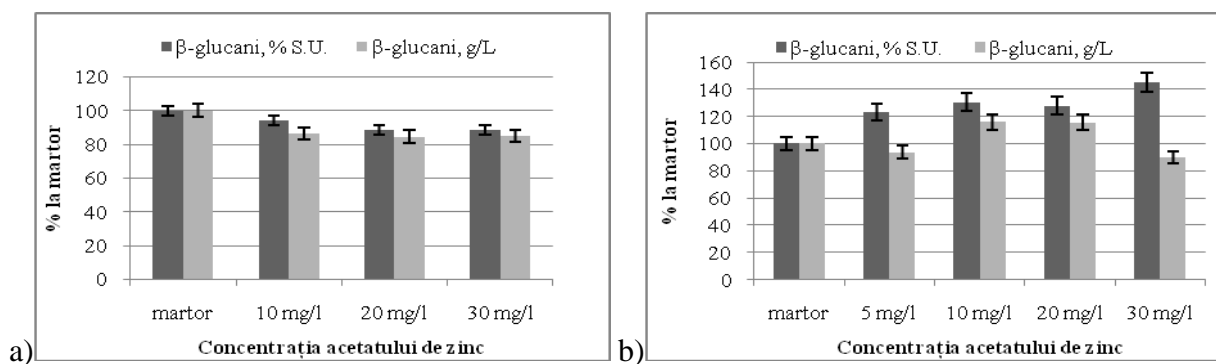 β-glucani, % S.U. β-glucani, g/L
120
100
80
60
40
20
0
% la martor
martor 10 mg/l 20 mg/l 30 mg/l
Concentrația acetatului de zinc
a)
β-glucani, % S.U. β-glucani, g/L
160
140
120
100
80
60
40
20
0
% la martor
martor 5 mg/l 10 mg/l 20 mg/l 30 mg/l
Concentrația acetatului de zinc
b)